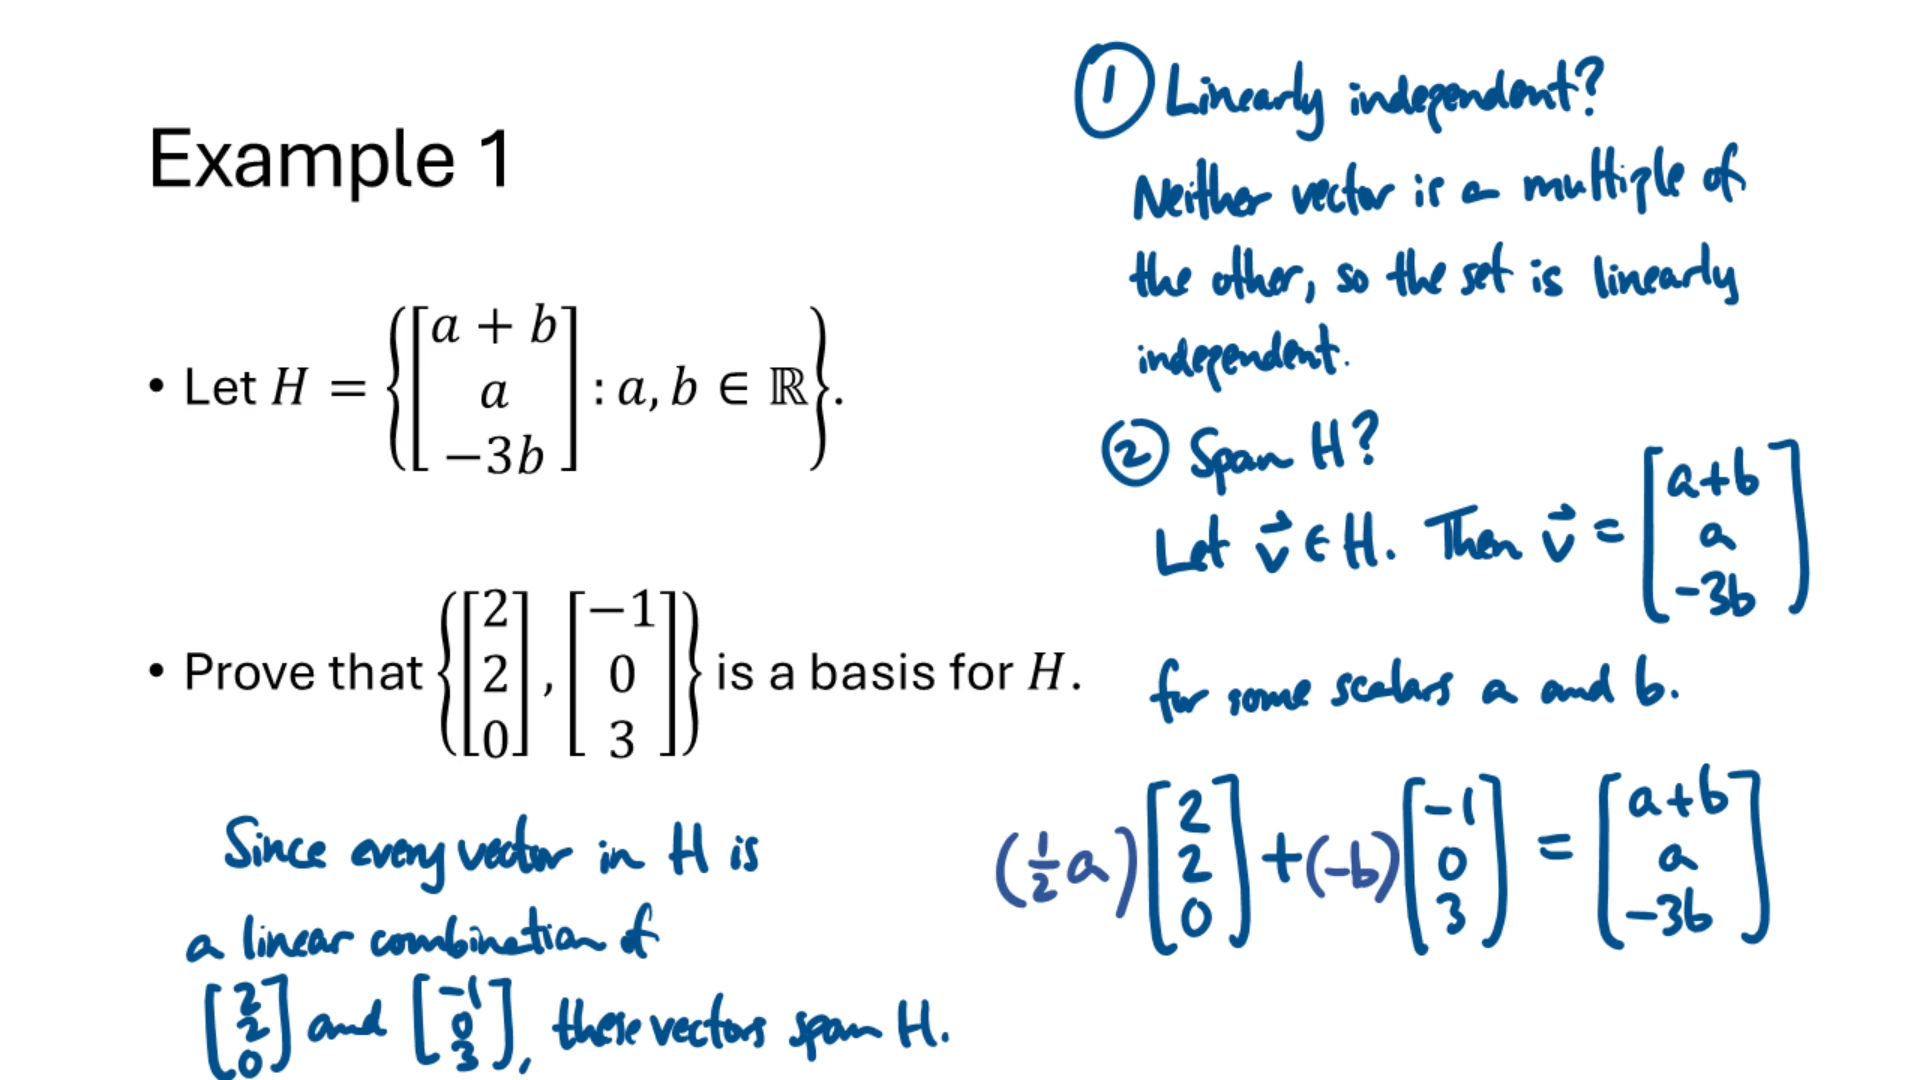 Example 1
• Let H = {[a + b; a; −3b] : a, b ∈ ℝ}.
• Prove that {[2; 2; 0], [−1; 0; 3]} is a basis for H.
Since every vector in H is
a linear combination of
[2; 2; 0] and [-1; 0; 3], these vectors span H.
① Linearly independent?
Neither vector is a multiple of
the other, so the set is linearly
independent.
② Span H?
Let v⃗ ∈ H. Then v⃗ = [a+b; a; -3b]
for some scalars a and b.
(½a)[2; 2; 0] + (-b)[-1; 0; 3] = [a+b; a; -3b]